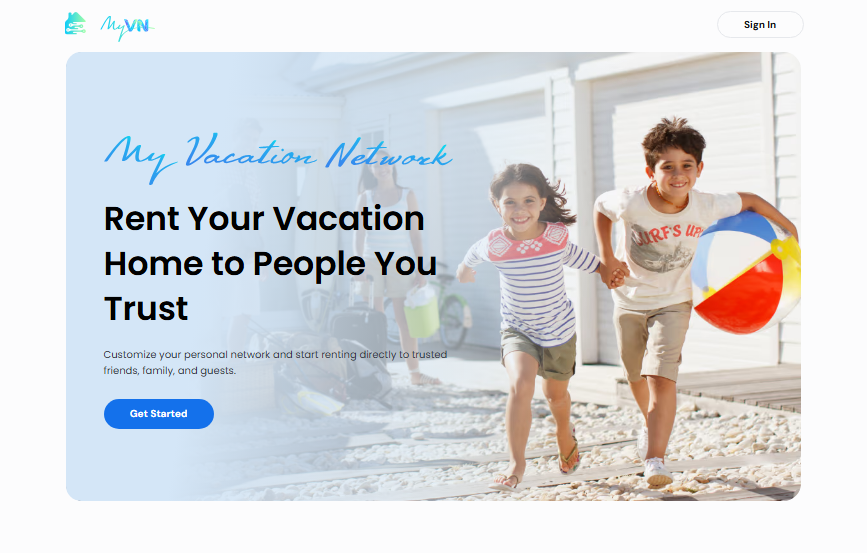 MyVN
Sign In
My Vacation Network
Rent Your Vacation
Home to People You
Trust
Customize your personal network and start renting directly to trusted
friends, family, and guests.
Get Started
SURF'S UP!